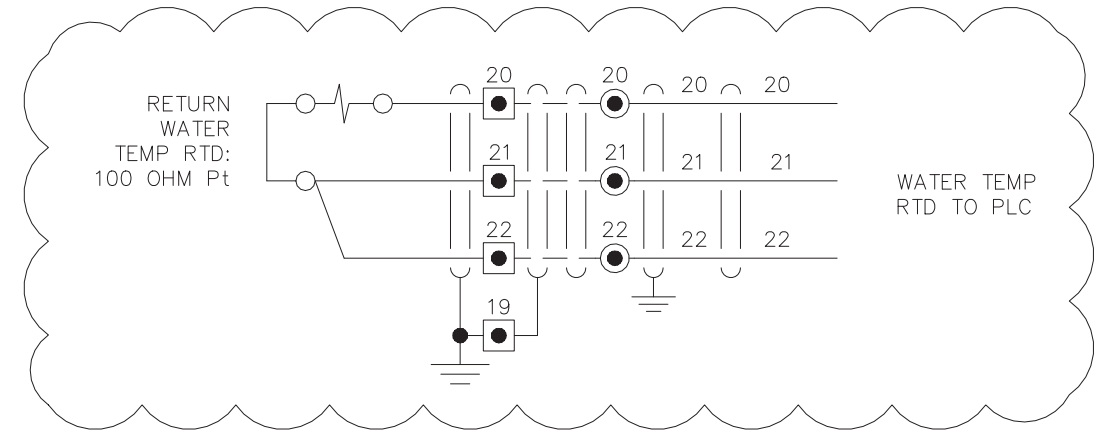 RETURN
WATER
TEMP RTD:
100 OHM Pt
20 20 20 20
21 21 21 21
22 22 22 22
19
WATER TEMP
RTD TO PLC